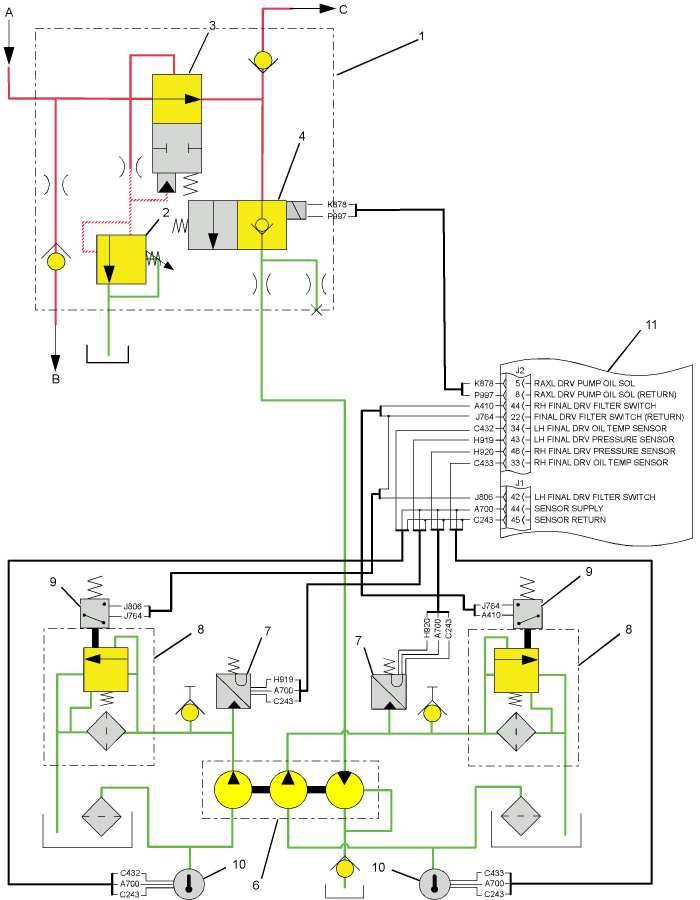 A
C
3
1
4
K878
P997
2
B
11
J2
K878 5 RAXL DRV PUMP OIL SOL
P997 8 RAXL DRV PUMP OIL SOL (RETURN)
A410 44 RH FINAL DRV FILTER SWITCH
J764 22 FINAL DRV FILTER SWITCH (RETURN)
C432 34 LH FINAL DRV OIL TEMP SENSOR
H919 43 LH FINAL DRV PRESSURE SENSOR
H920 46 RH FINAL DRV PRESSURE SENSOR
C433 33 RH FINAL DRV OIL TEMP SENSOR
J1
J806 42 LH FINAL DRV FILTER SWITCH
A700 44 SENSOR SUPPLY
C243 45 SENSOR RETURN
9
J806
J764
8
7
H919
A700
C243
7
H920
A700
C243
J764
A410
9
8
6
C432
A700
C243
10
10
C433
A700
C243